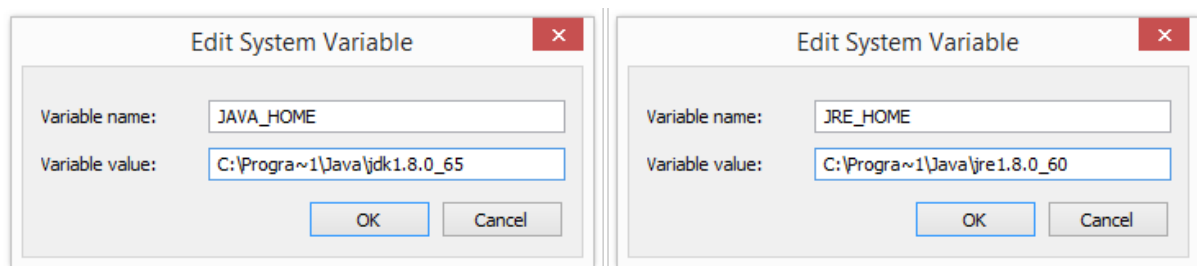 Edit System Variable
Variable name: JAVA_HOME
Variable value: C:\Progra~1\Java\jdk1.8.0_65
OK Cancel
Edit System Variable
Variable name: JRE_HOME
Variable value: C:\Progra~1\Java\jre1.8.0_60
OK Cancel